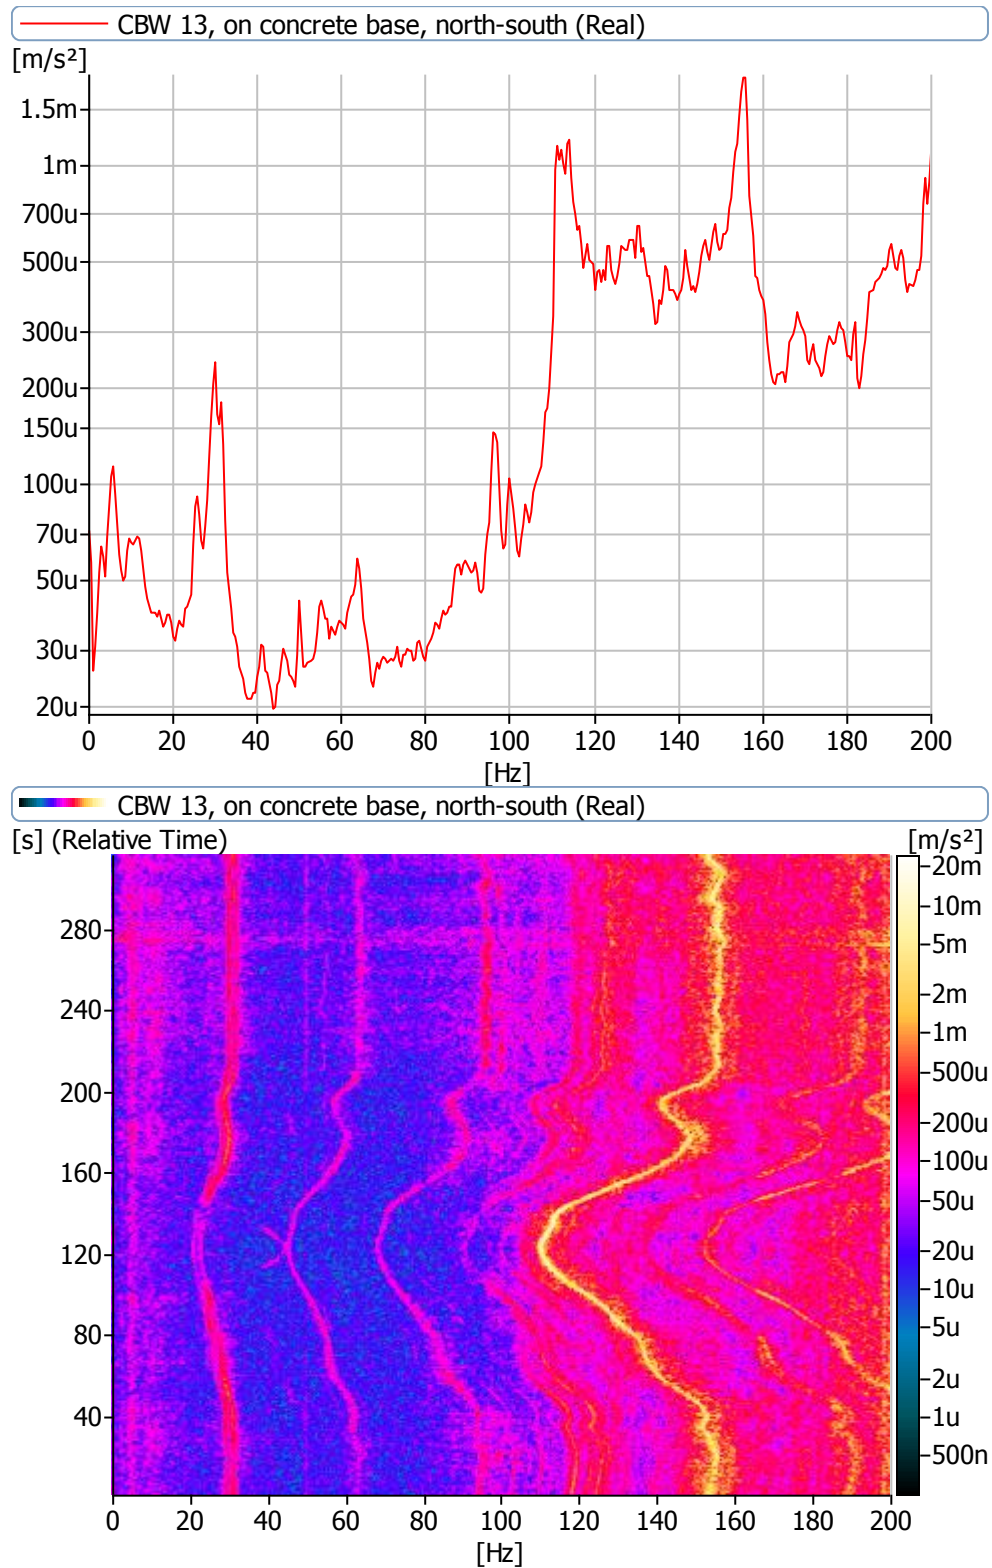 CBW 13, on concrete base, north-south (Real)
[m/s²]
1.5m
1m
700u
500u
300u
200u
150u
100u
70u
50u
30u
20u
0 20 40 60 80 100 120 140 160 180 200
[Hz]
CBW 13, on concrete base, north-south (Real)
[s] (Relative Time) [m/s²]
20m
280 10m
5m
240 2m
1m
200 500u
200u
160 100u
50u
120 20u
10u
80 5u
2u
40 1u
500n
0 20 40 60 80 100 120 140 160 180 200
[Hz]